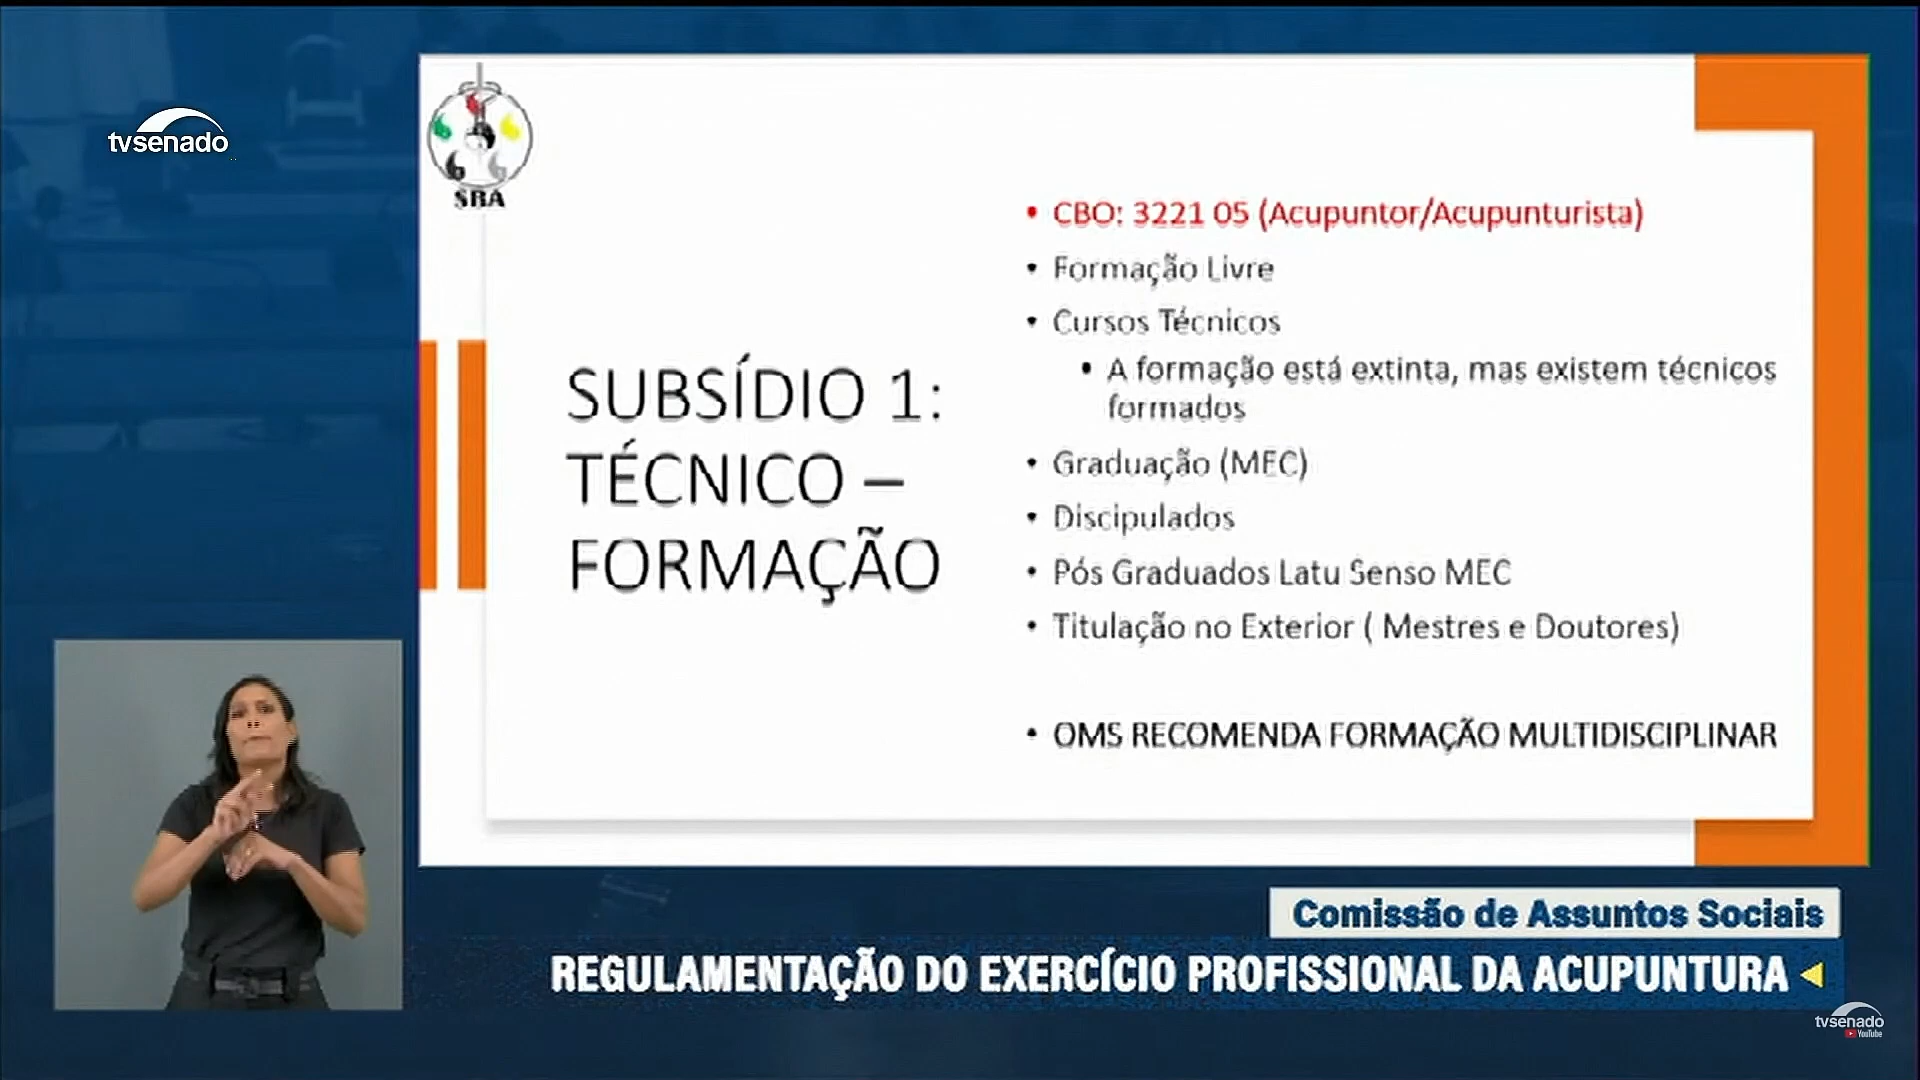 tvsenado
SBA
SUBSÍDIO 1:
TÉCNICO –
FORMAÇÃO
• CBO: 3221 05 (Acupuntor/Acupunturista)
• Formação Livre
• Cursos Técnicos
• A formação está extinta, mas existem técnicos
formados
• Graduação (MEC)
• Discipulados
• Pós Graduados Latu Senso MEC
• Titulação no Exterior ( Mestres e Doutores)
• OMS RECOMENDA FORMAÇÃO MULTIDISCIPLINAR
Comissão de Assuntos Sociais
REGULAMENTAÇÃO DO EXERCÍCIO PROFISSIONAL DA ACUPUNTURA
tvsenado
YouTube